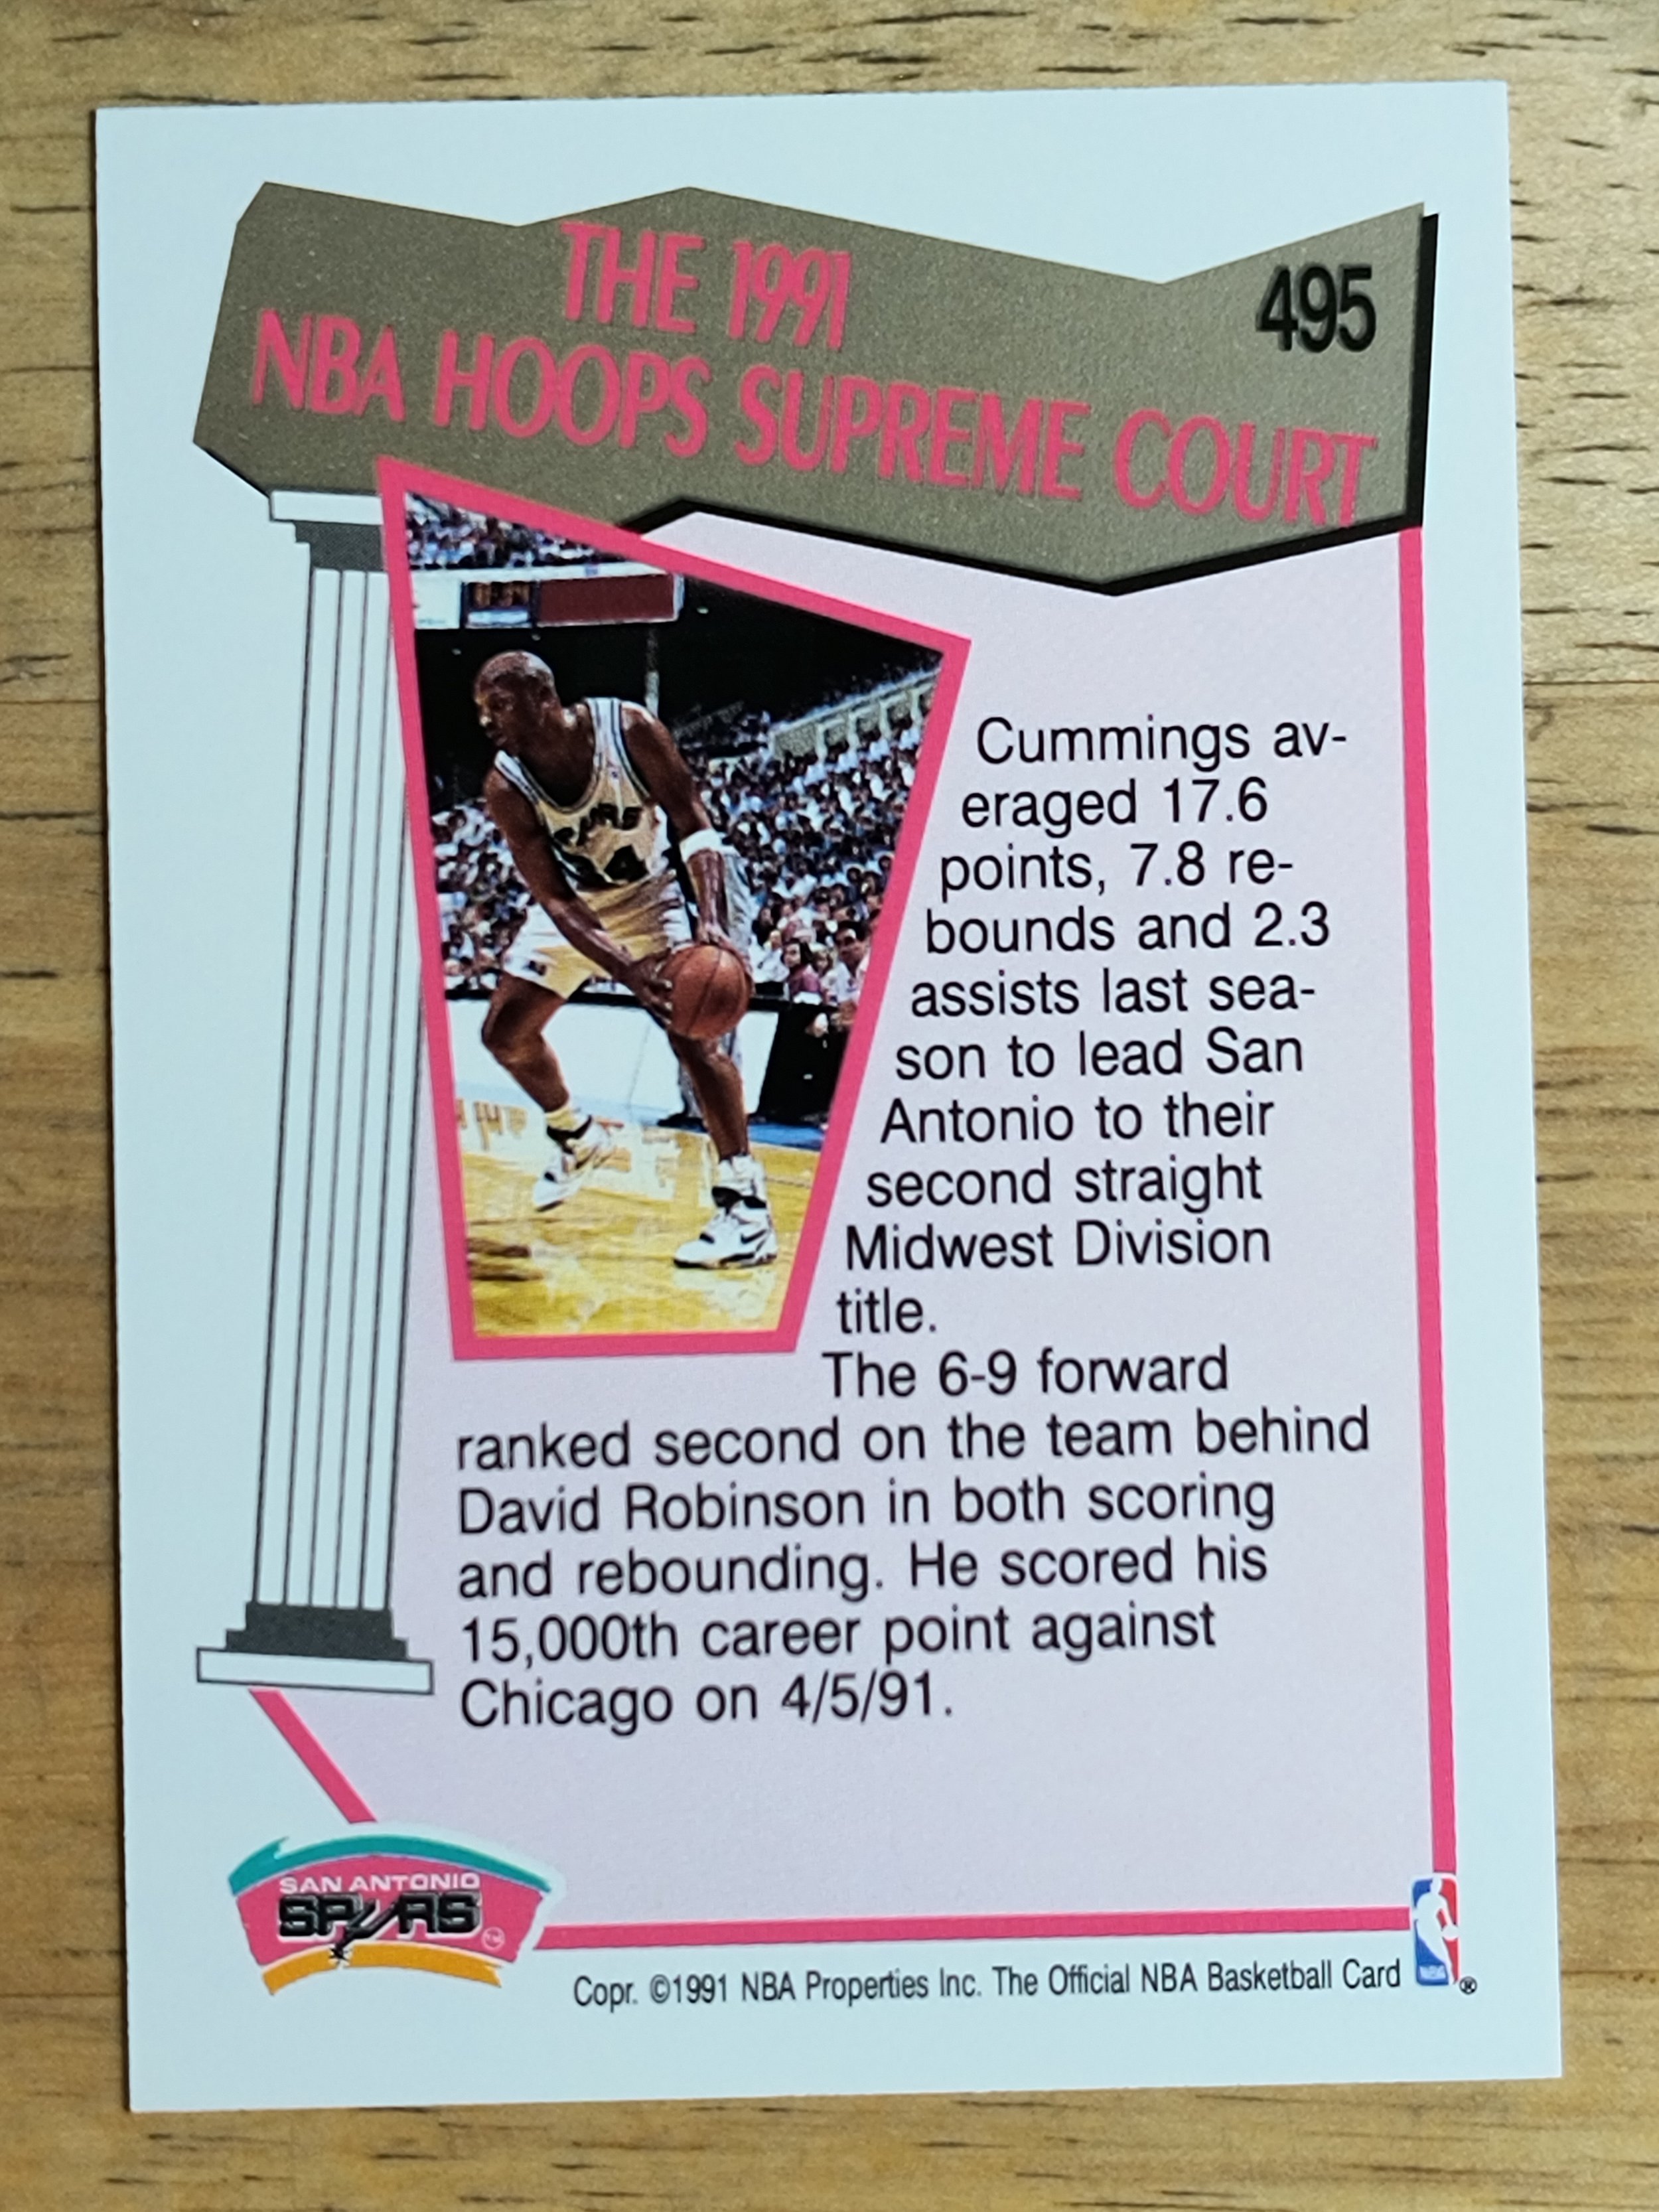 THE 1991
495
NBA HOOPS SUPREME COURT
Cummings av-
eraged 17.6
points, 7.8 re-
bounds and 2.3
assists last sea-
son to lead San
Antonio to their
second straight
Midwest Division
title.
The 6-9 forward
ranked second on the team behind
David Robinson in both scoring
and rebounding. He scored his
15,000th career point against
Chicago on 4/5/91.
SAN ANTONIO
SPURS
TM
NBA
®
Copr. ©1991 NBA Properties Inc. The Official NBA Basketball Card